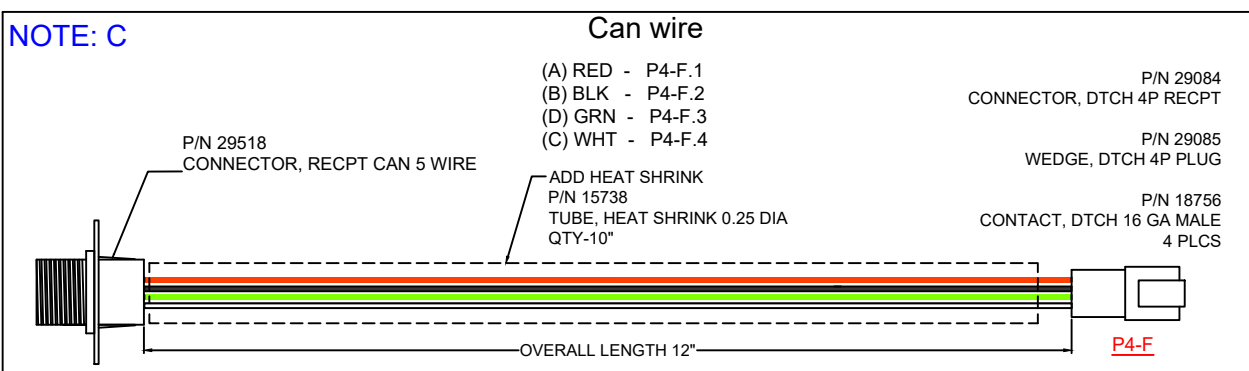 NOTE: C
Can wire
(A) RED - P4-F.1
(B) BLK - P4-F.2
(D) GRN - P4-F.3
(C) WHT - P4-F.4
P/N 29084
CONNECTOR, DTCH 4P RECPT
P/N 29085
WEDGE, DTCH 4P PLUG
P/N 18756
CONTACT, DTCH 16 GA MALE
4 PLCS
P/N 29518
CONNECTOR, RECPT CAN 5 WIRE
ADD HEAT SHRINK
P/N 15738
TUBE, HEAT SHRINK 0.25 DIA
QTY-10"
OVERALL LENGTH 12"
P4-F